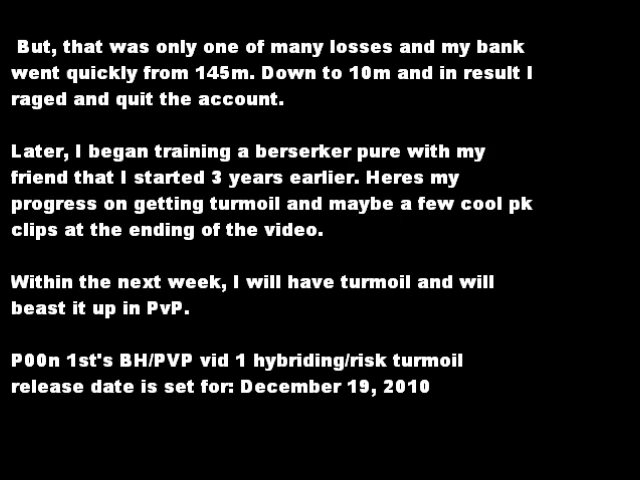 But, that was only one of many losses and my bank
went quickly from 145m. Down to 10m and in result I
raged and quit the account.
Later, I began training a berserker pure with my
friend that I started 3 years earlier. Heres my
progress on getting turmoil and maybe a few cool pk
clips at the ending of the video.
Within the next week, I will have turmoil and will
beast it up in PvP.
P00n 1st's BH/PVP vid 1 hybriding/risk turmoil
release date is set for: December 19, 2010